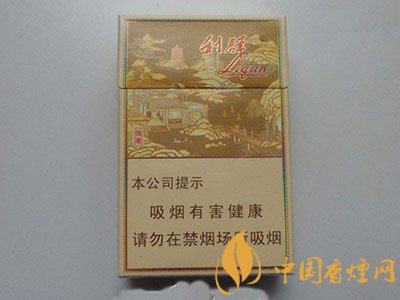 利群
Liqun
本公司提示
吸烟有害健康
请勿在禁烟场所吸烟
中国香烟网